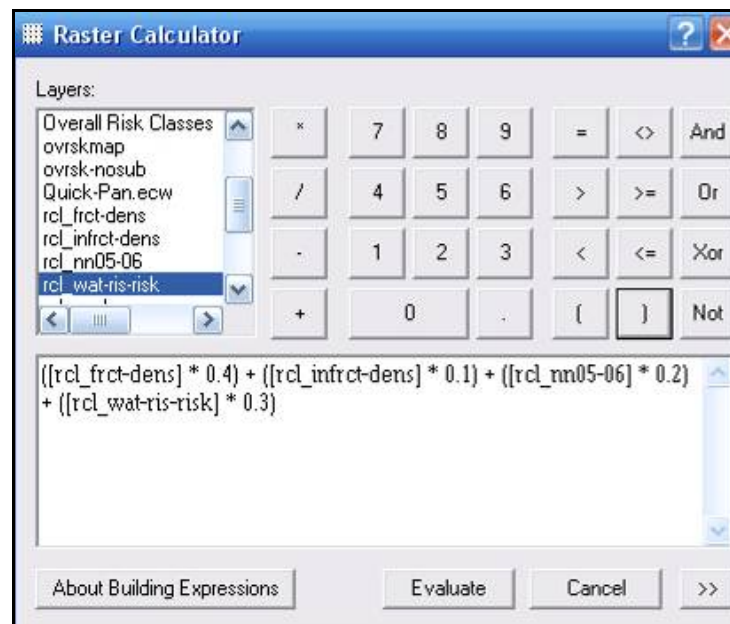 Raster Calculator
?
Layers:
Overall Risk Classes
ovrskmap
ovrsk-nosub
Quick-Pan.ecw
rcl_frct-dens
rcl_infrct-dens
rcl_nn05-06
rcl_wat-ris-risk
* 7 8 9 = <> And
/ 4 5 6 > >= Or
- 1 2 3 < <= Xor
+ 0 . ( ) Not
([rcl_frct-dens] * 0.4) + ([rcl_infrct-dens] * 0.1) + ([rcl_nn05-06] * 0.2)
+ ([rcl_wat-ris-risk] * 0.3)
About Building Expressions Evaluate Cancel >>